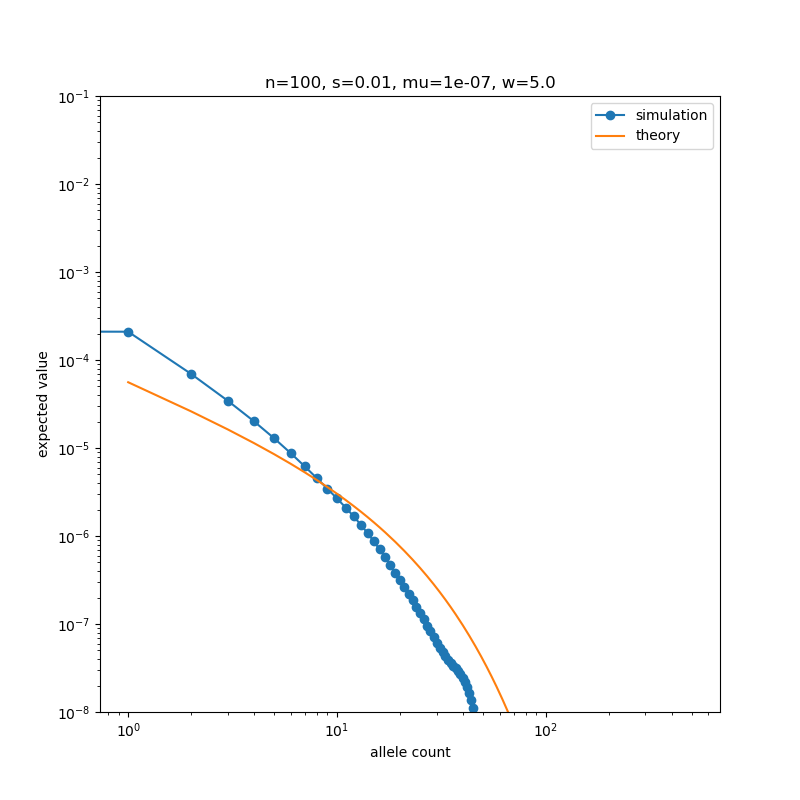 n=100, s=0.01, mu=1e-07, w=5.0
simulation
theory
expected value
10⁻¹
10⁻²
10⁻³
10⁻⁴
10⁻⁵
10⁻⁶
10⁻⁷
10⁻⁸
10⁰ 10¹ 10²
allele count